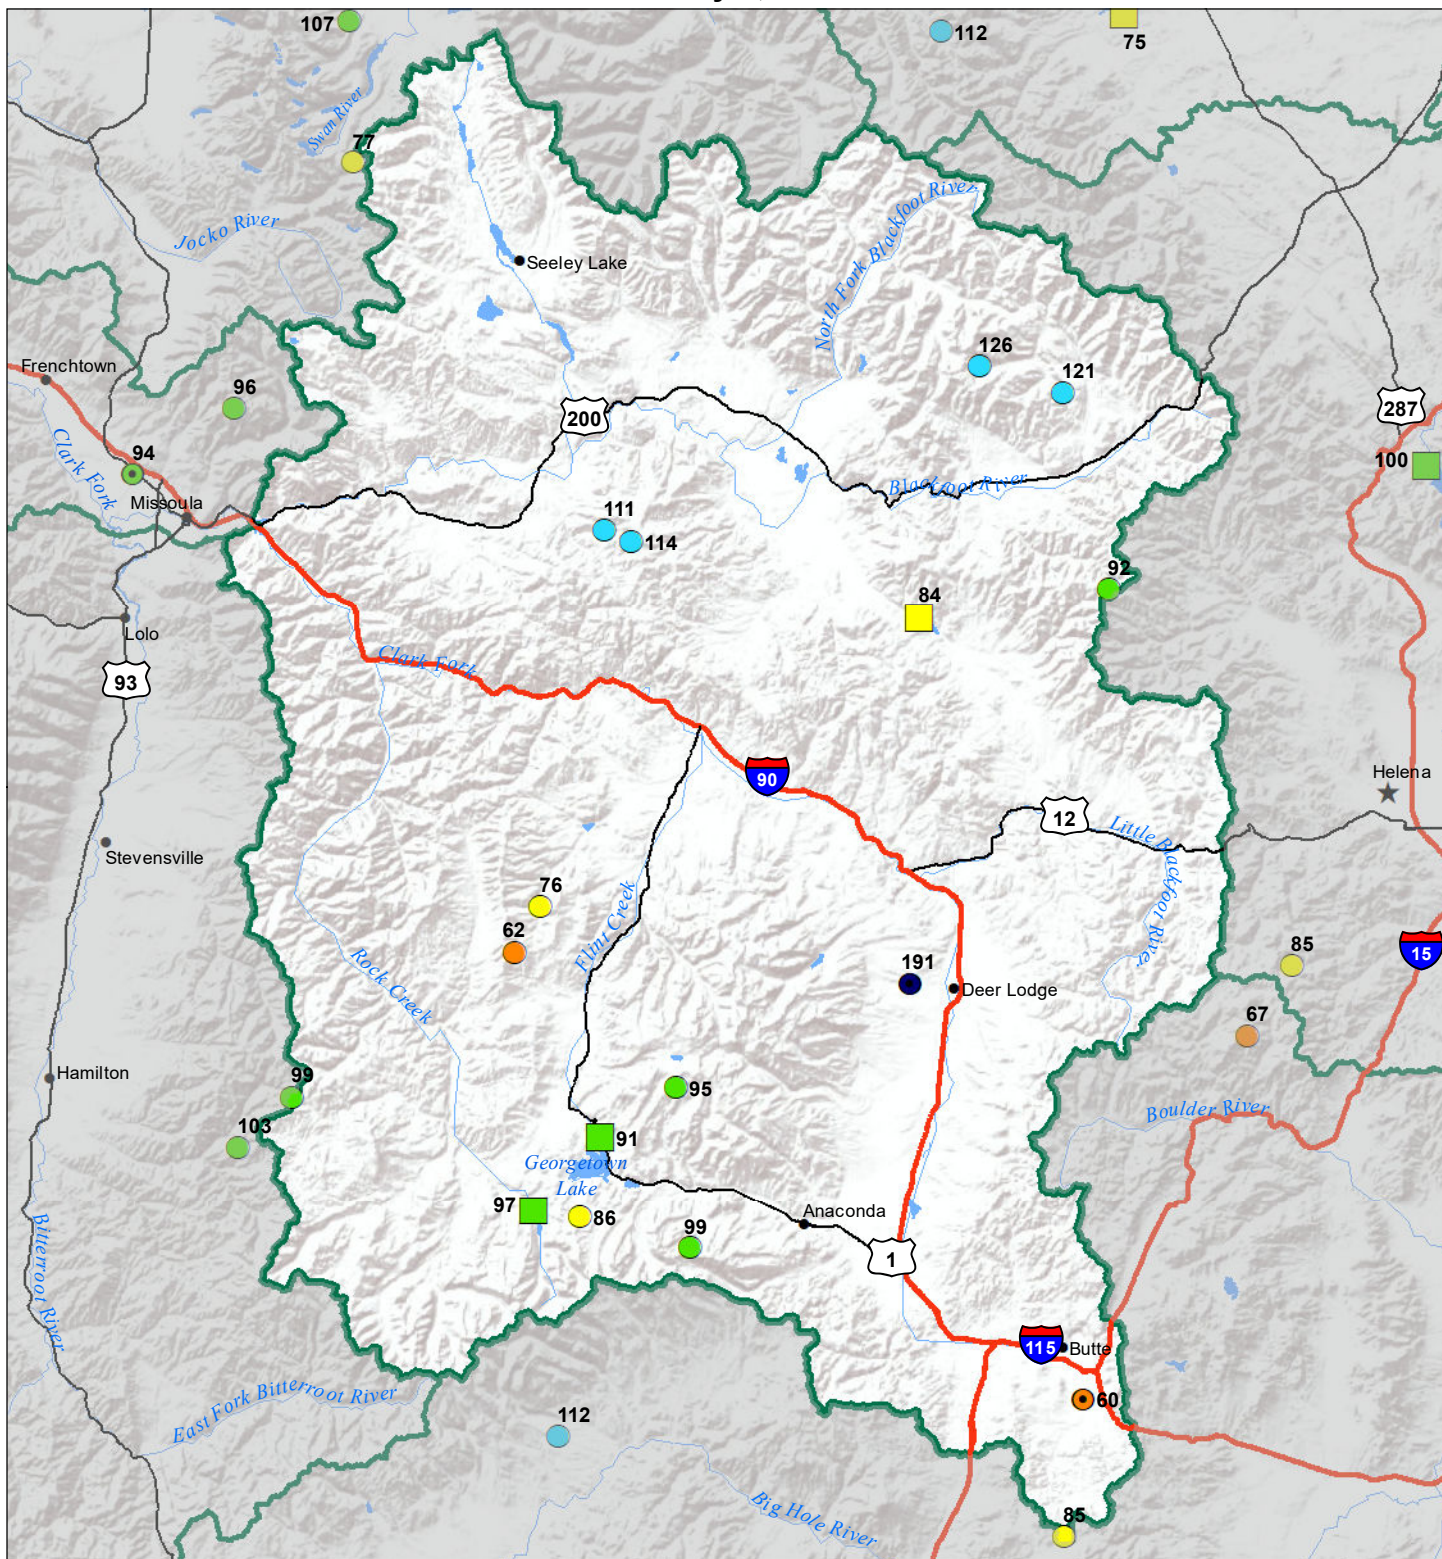 107
112
75
Swan River
77
Jocko River
North Fork Blackfoot River
Seeley Lake
Frenchtown
126
121
96
200
287
Clark Fork
94
100
Blackfoot River
Missoula
111
114
92
84
Lolo
Clark Fork
93
90
Helena
12
Little Blackfoot River
Stevensville
76
Flint Creek
62
85
15
Rock Creek
191
Deer Lodge
67
Hamilton
99
95
Boulder River
103
91
Georgetown
Lake
97
86
Anaconda
99
1
Bitterroot River
115
Butte
East Fork Bitterroot River
60
112
Big Hole River
85